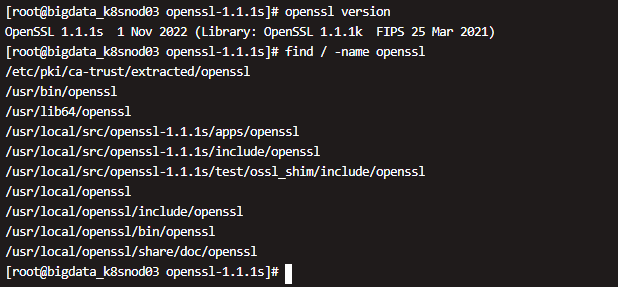 [root@bigdata_k8snod03 openssl-1.1.1s]# openssl version
OpenSSL 1.1.1s  1 Nov 2022 (Library: OpenSSL 1.1.1k  FIPS 25 Mar 2021)
[root@bigdata_k8snod03 openssl-1.1.1s]# find / -name openssl
/etc/pki/ca-trust/extracted/openssl
/usr/bin/openssl
/usr/lib64/openssl
/usr/local/src/openssl-1.1.1s/apps/openssl
/usr/local/src/openssl-1.1.1s/include/openssl
/usr/local/src/openssl-1.1.1s/test/ossl_shim/include/openssl
/usr/local/openssl
/usr/local/openssl/include/openssl
/usr/local/openssl/bin/openssl
/usr/local/openssl/share/doc/openssl
[root@bigdata_k8snod03 openssl-1.1.1s]#